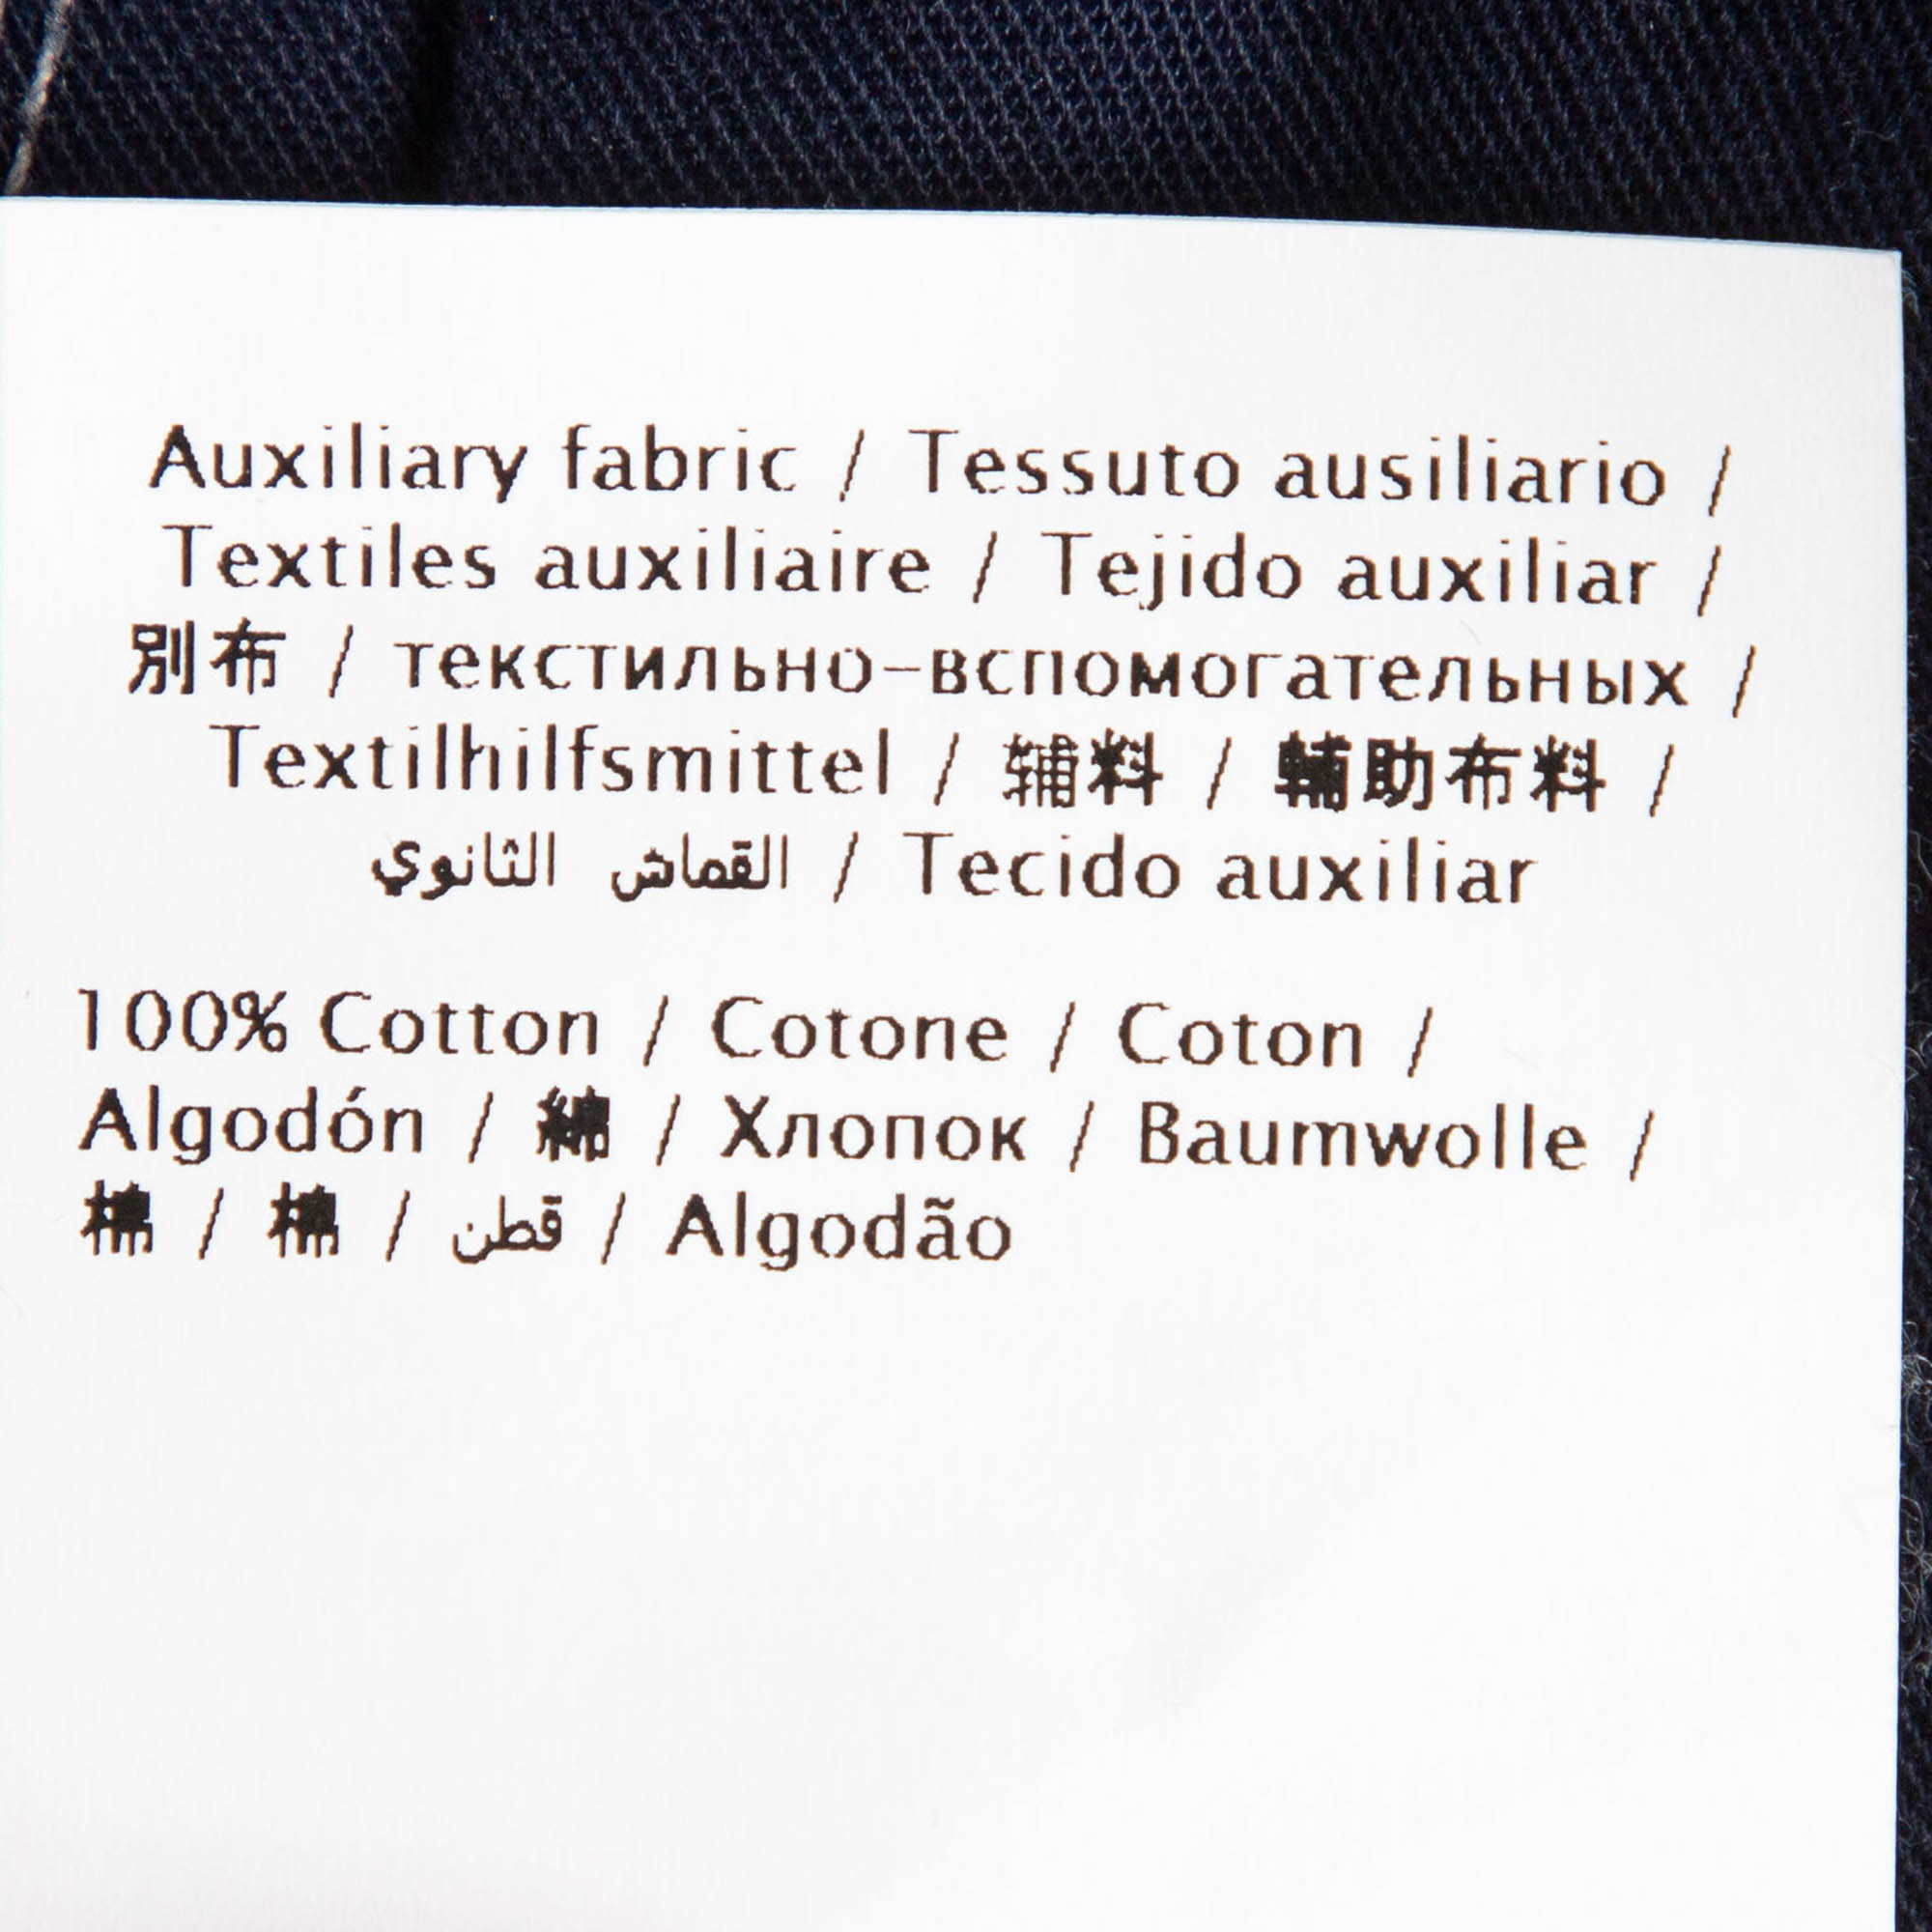 Auxiliary fabric / Tessuto ausiliario /
Textiles auxiliaire / Tejido auxiliar /
別布 / текстильно-вспомогательных /
Textilhilfsmittel / 辅料 / 輔助布料 /
القماش الثانوي / Tecido auxiliar
100% Cotton / Cotone / Coton /
Algodón / 綿 / Хлопок / Baumwolle /
棉 / 棉 / قطن / Algodão